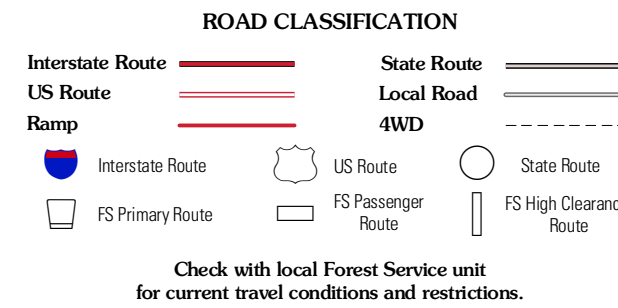 ROAD CLASSIFICATION
Interstate Route
State Route
US Route
Local Road
Ramp
4WD
Interstate Route
US Route
State Route
FS Primary Route
FS Passenger
Route
FS High Clearanc
Route
Check with local Forest Service unit
for current travel conditions and restrictions.